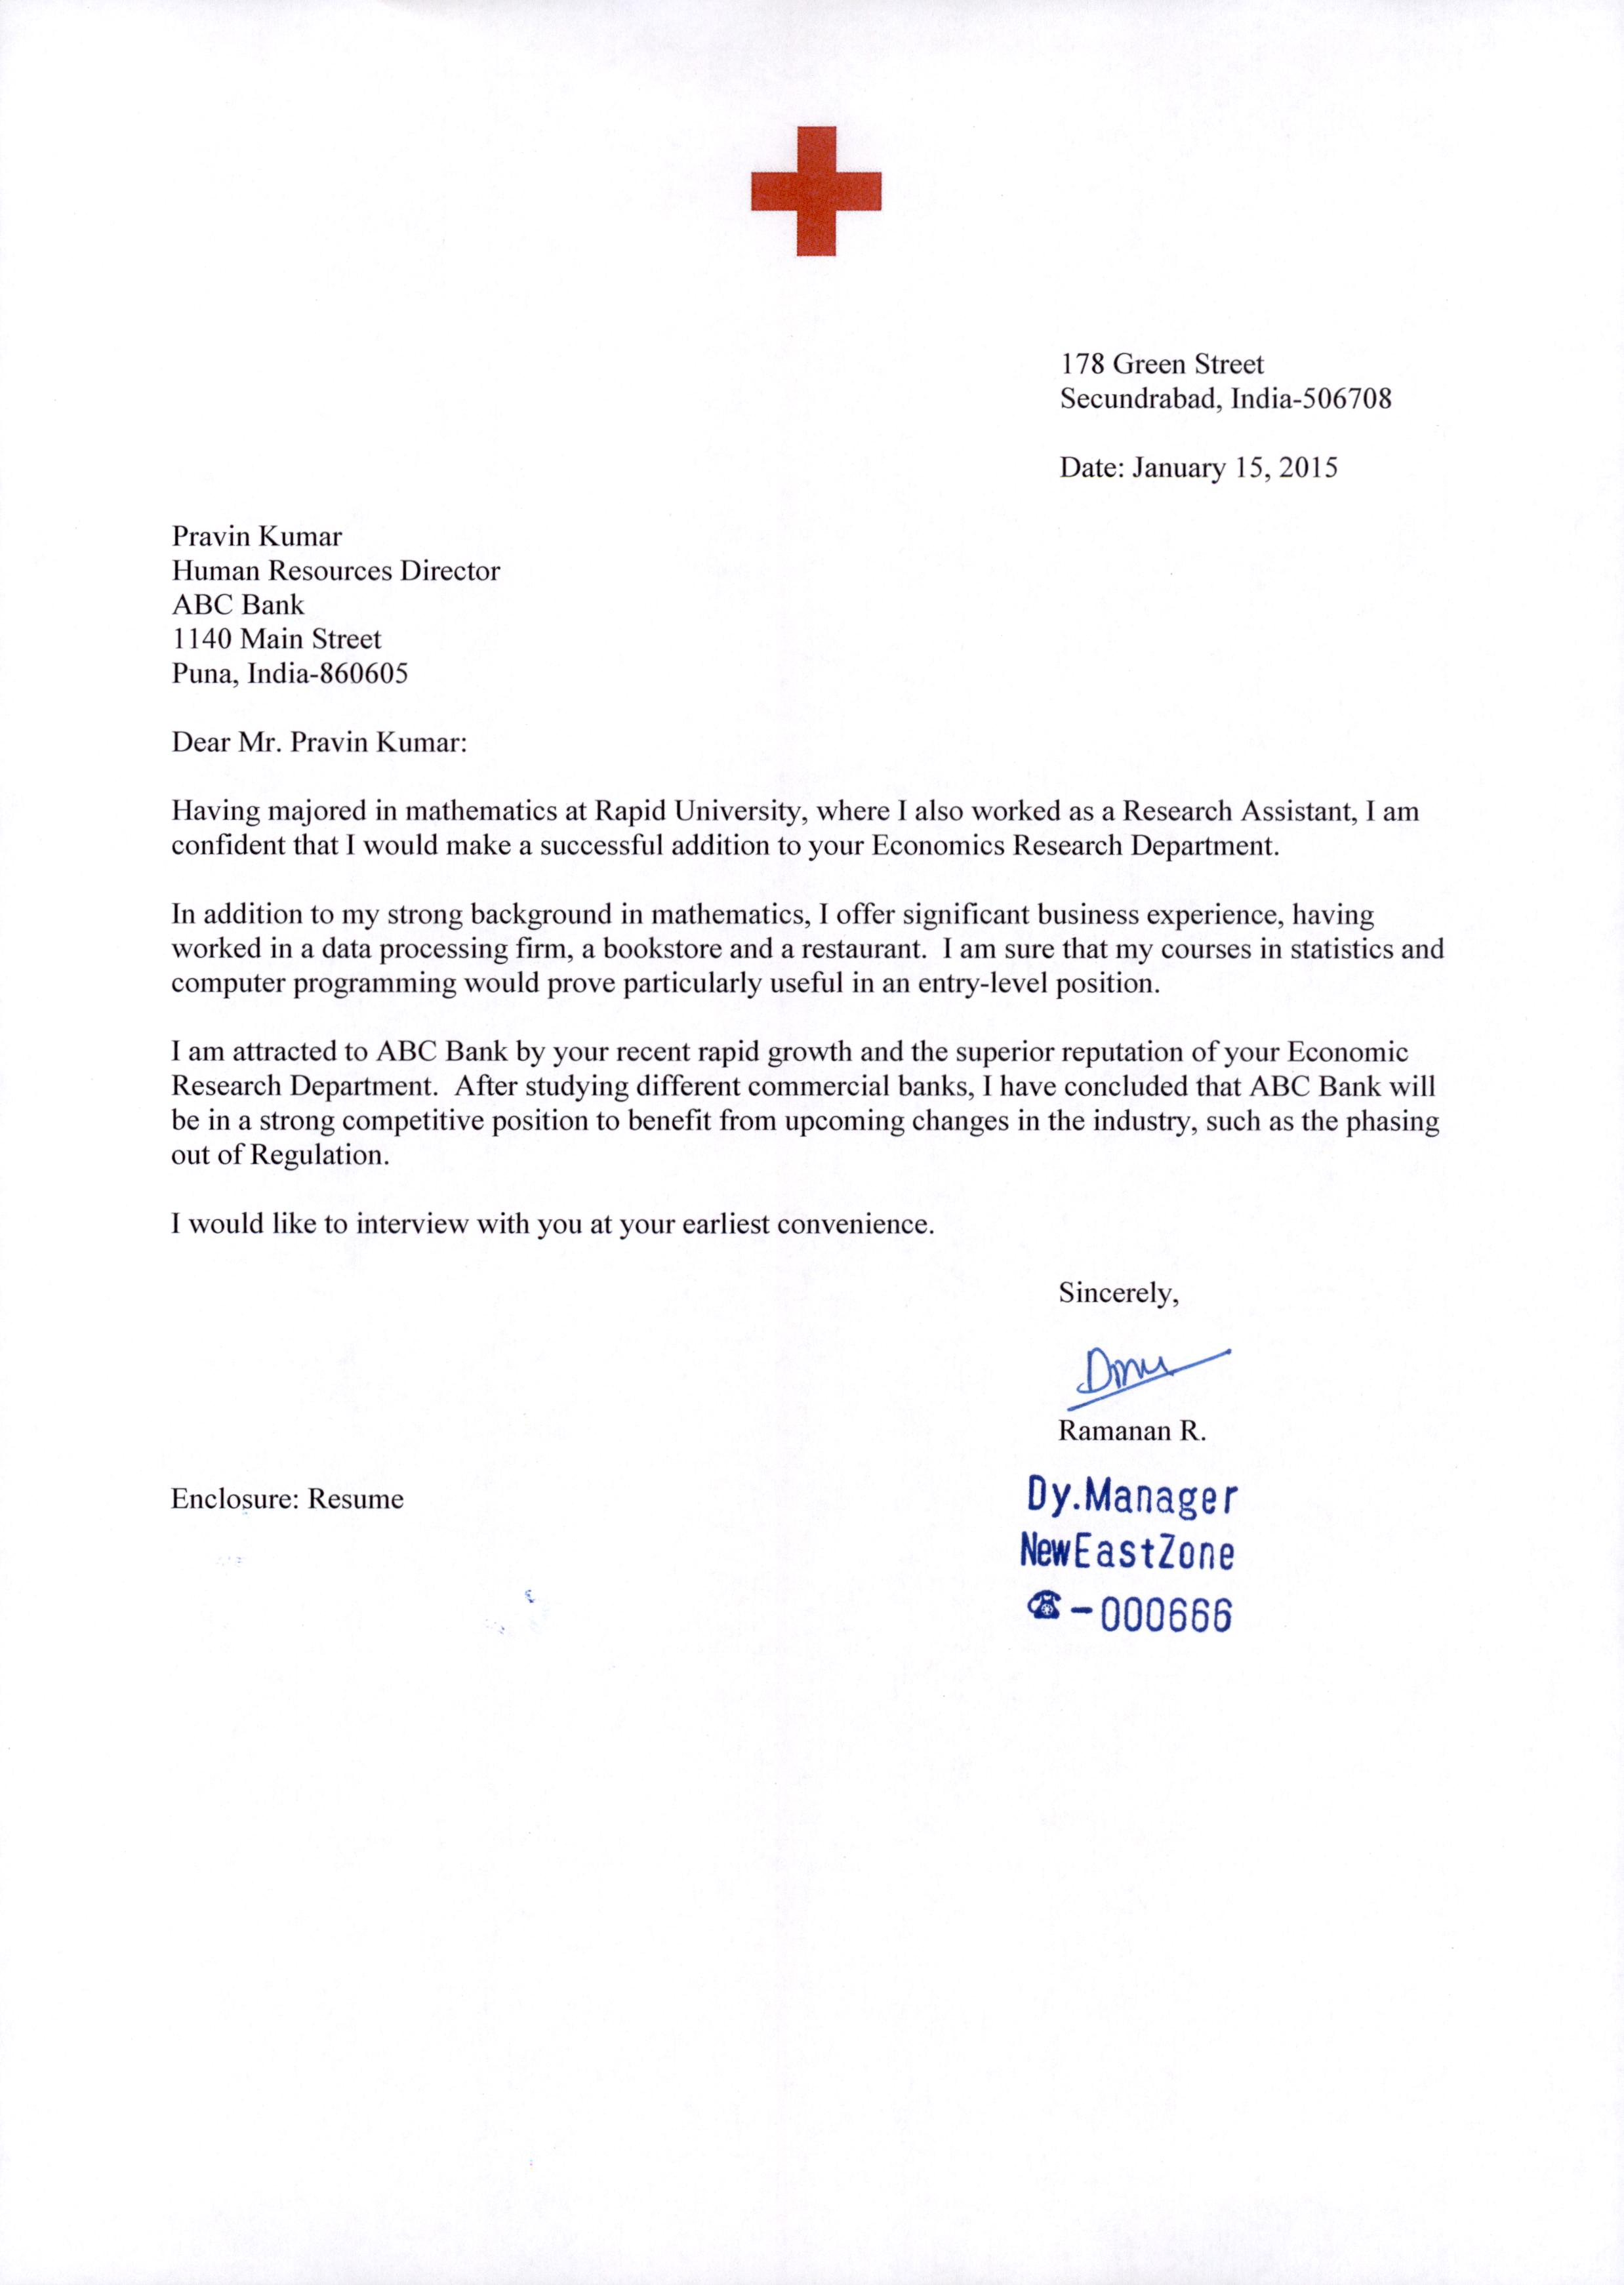 178 Green Street
Secundrabad, India-506708
Date: January 15, 2015
Pravin Kumar
Human Resources Director
ABC Bank
1140 Main Street
Puna, India-860605
Dear Mr. Pravin Kumar:
Having majored in mathematics at Rapid University, where I also worked as a Research Assistant, I am
confident that I would make a successful addition to your Economics Research Department.
In addition to my strong background in mathematics, I offer significant business experience, having
worked in a data processing firm, a bookstore and a restaurant.  I am sure that my courses in statistics and
computer programming would prove particularly useful in an entry-level position.
I am attracted to ABC Bank by your recent rapid growth and the superior reputation of your Economic
Research Department.  After studying different commercial banks, I have concluded that ABC Bank will
be in a strong competitive position to benefit from upcoming changes in the industry, such as the phasing
out of Regulation.
I would like to interview with you at your earliest convenience.
Sincerely,
Ramanan R.
Enclosure: Resume
Dy.Manager
NewEastZone
☎-000666